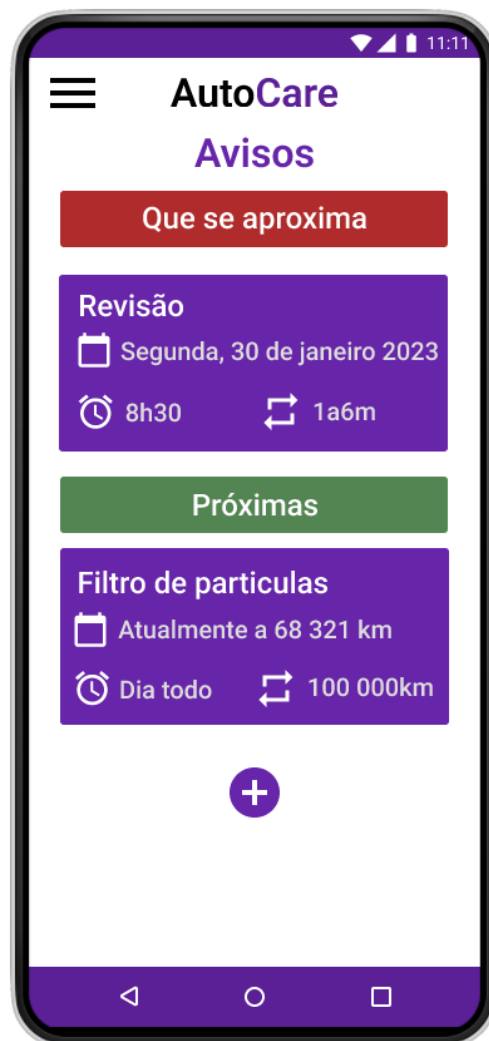 11:11
AutoCare
Avisos
Que se aproxima
Revisão
Segunda, 30 de janeiro 2023
8h30 1a6m
Próximas
Filtro de particulas
Atualmente a 68 321 km
Dia todo 100 000km